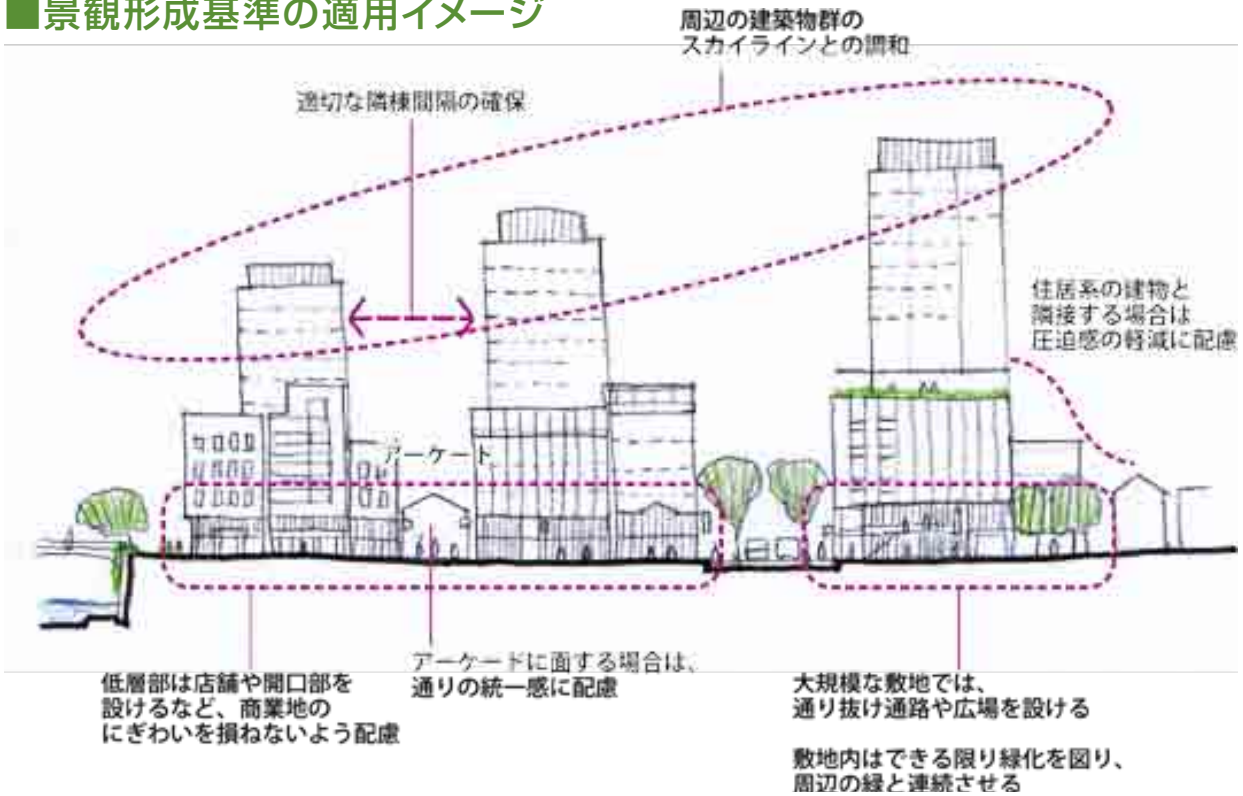 ■景観形成基準の適用イメージ
周辺の建築物群の
スカイラインとの調和
適切な隣棟間隔の確保
住居系の建物と
隣接する場合は
圧迫感の軽減に配慮
アーケート
アーケードに面する場合は、
通りの統一感に配慮
低層部は店舗や開口部を
設けるなど、商業地の
にぎわいを損ねないよう配慮
大規模な敷地では、
通り抜け通路や広場を設ける
敷地内はできる限り緑化を図り、
周辺の緑と連続させる